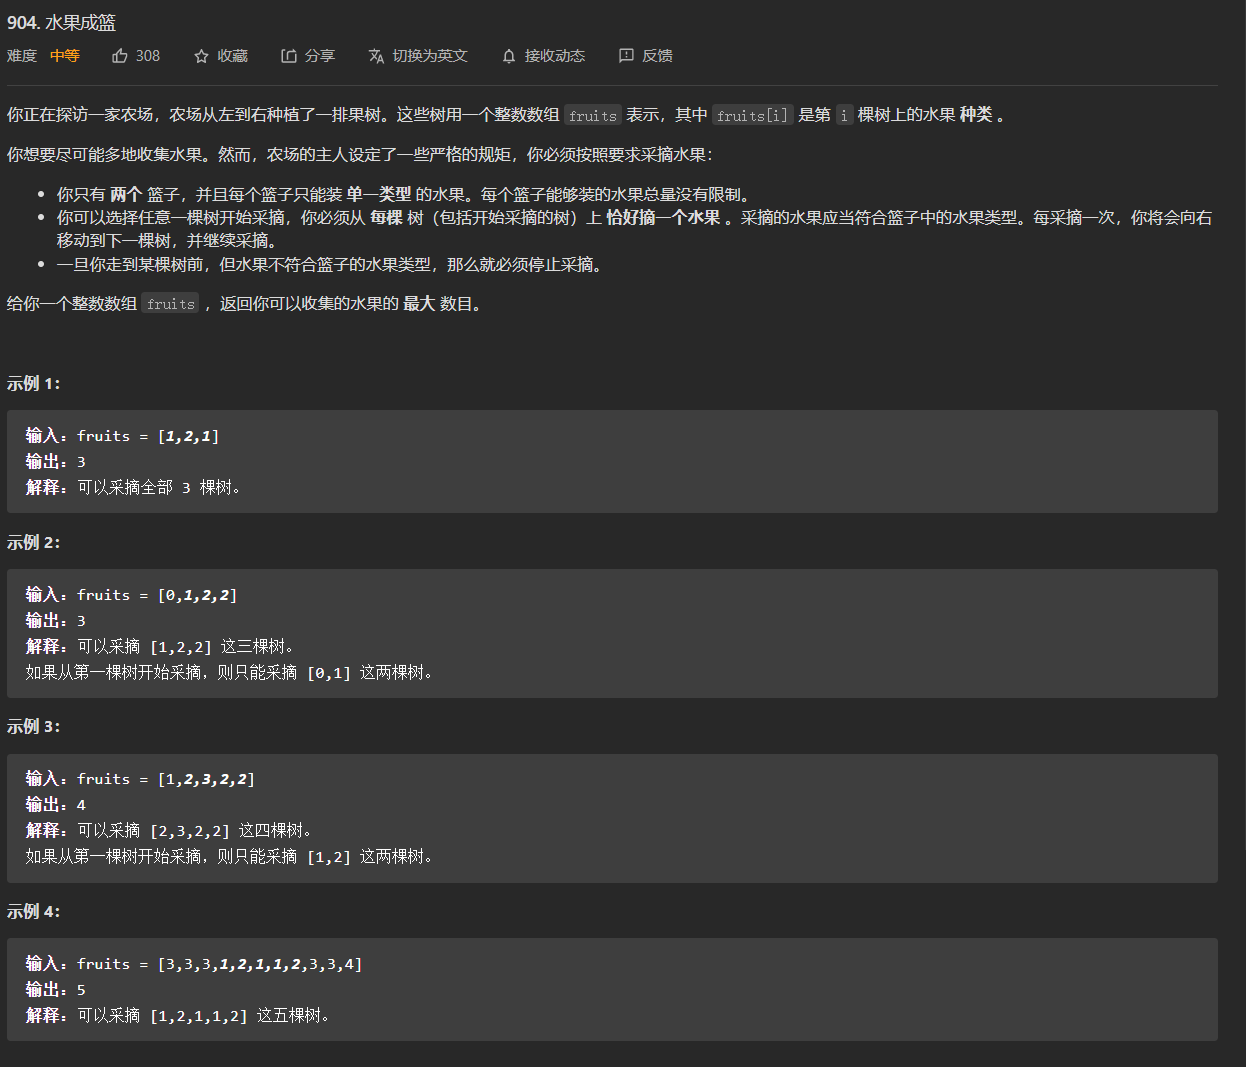 904. 水果成篮
难度 中等 308 收藏 分享 切换为英文 接收动态 反馈
你正在探访一家农场，农场从左到右种植了一排果树。这些树用一个整数数组 fruits 表示，其中 fruits[i] 是第 i 棵树上的水果 种类 。
你想要尽可能多地收集水果。然而，农场的主人设定了一些严格的规矩，你必须按照要求采摘水果：
• 你只有 两个 篮子，并且每个篮子只能装 单一类型 的水果。每个篮子能够装的水果总量没有限制。
• 你可以选择任意一棵树开始采摘，你必须从 每棵 树（包括开始采摘的树）上 恰好摘一个水果 。采摘的水果应当符合篮子中的水果类型。每采摘一次，你将会向右
移动到下一棵树，并继续采摘。
• 一旦你走到某棵树前，但水果不符合篮子的水果类型，那么就必须停止采摘。
给你一个整数数组 fruits ，返回你可以收集的水果的 最大 数目。
示例 1：
输入：fruits = [1,2,1]
输出：3
解释：可以采摘全部 3 棵树。
示例 2：
输入：fruits = [0,1,2,2]
输出：3
解释：可以采摘 [1,2,2] 这三棵树。
如果从第一棵树开始采摘，则只能采摘 [0,1] 这两棵树。
示例 3：
输入：fruits = [1,2,3,2,2]
输出：4
解释：可以采摘 [2,3,2,2] 这四棵树。
如果从第一棵树开始采摘，则只能采摘 [1,2] 这两棵树。
示例 4：
输入：fruits = [3,3,3,1,2,1,1,2,3,3,4]
输出：5
解释：可以采摘 [1,2,1,1,2] 这五棵树。